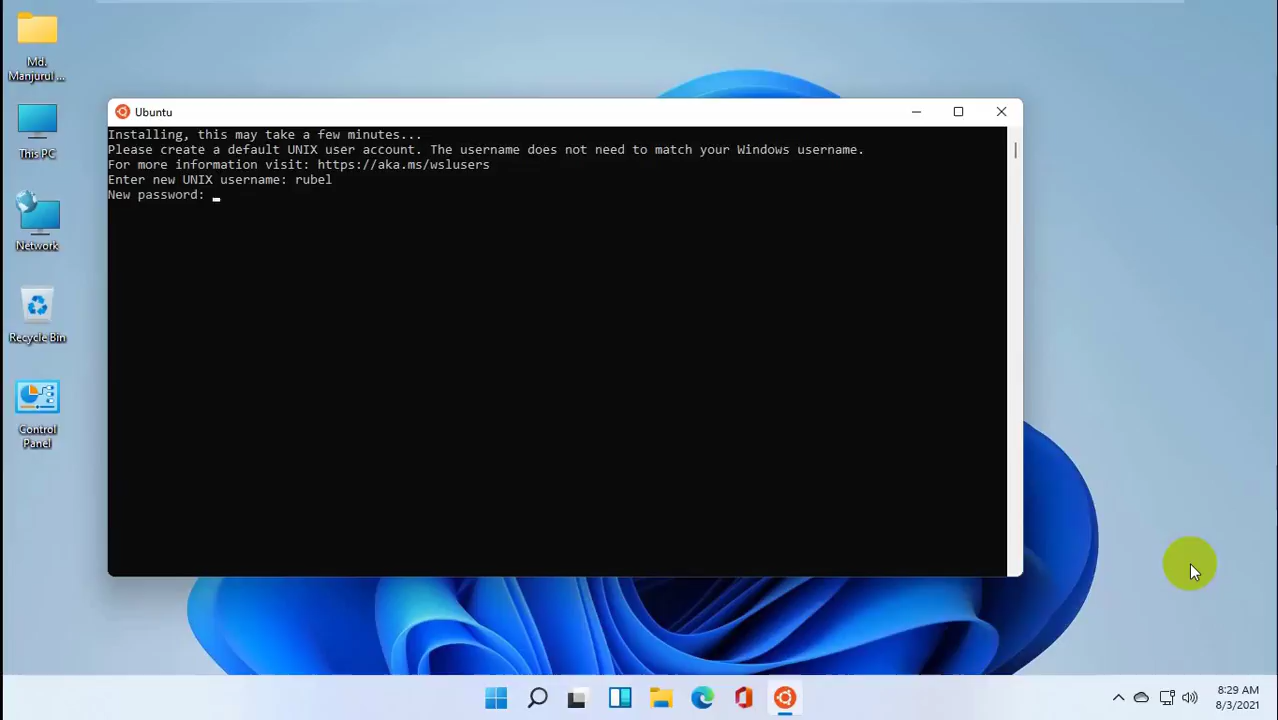 Md.
Manjurul ...
This PC
Network
Recycle Bin
Control
Panel
Ubuntu
Installing, this may take a few minutes...
Please create a default UNIX user account. The username does not need to match your Windows username.
For more information visit: https://aka.ms/wslusers
Enter new UNIX username: rubel
New password:
8:29 AM
8/3/2021